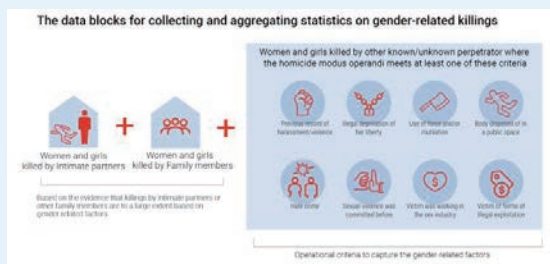 The data blocks for collecting and aggregating statistics on gender-related killings
Women and girls killed by other known/unknown perpetrator where
the homicide modus operandi meets at least one of these criteria
Previous record of
harassment/violence
Illegal deprivation of
her liberty
Use of force and/or
mutilation
Body disposed of in
a public space
Women and girls
killed by Intimate partners
Women and girls
killed by Family members
Hate crime
Sexual violence was
committed before
Victim was working in
the sex industry
Victim of forms of
illegal exploitation
Based on the evidence that killings by intimate partners or
other family members are to a large extent based on
gender related factors
Operational criteria to capture the gender-related factors